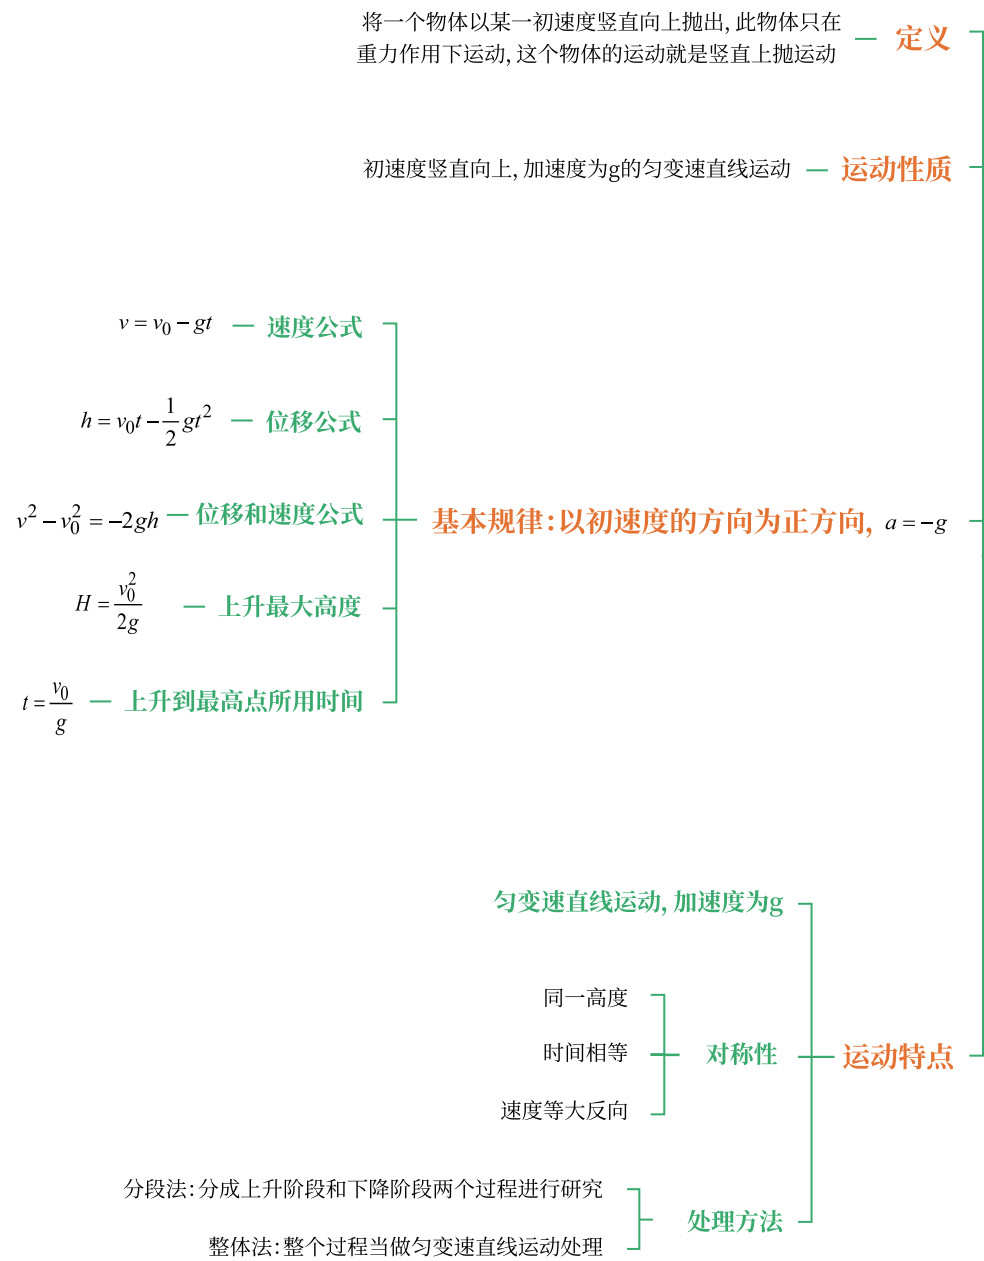 将一个物体以某一初速度竖直向上抛出, 此物体只在
重力作用下运动, 这个物体的运动就是竖直上抛运动
定义
初速度竖直向上, 加速度为g的匀变速直线运动
运动性质
v = v₀ − gt
速度公式
h = v₀t − 1/2 gt²
位移公式
v² − v₀² = −2gh
位移和速度公式
基本规律: 以初速度的方向为正方向, a = −g
H = v₀²/2g
上升最大高度
t = v₀/g
上升到最高点所用时间
匀变速直线运动, 加速度为g
同一高度
时间相等
对称性
运动特点
速度等大反向
分段法: 分成上升阶段和下降阶段两个过程进行研究
处理方法
整体法: 整个过程当做匀变速直线运动处理